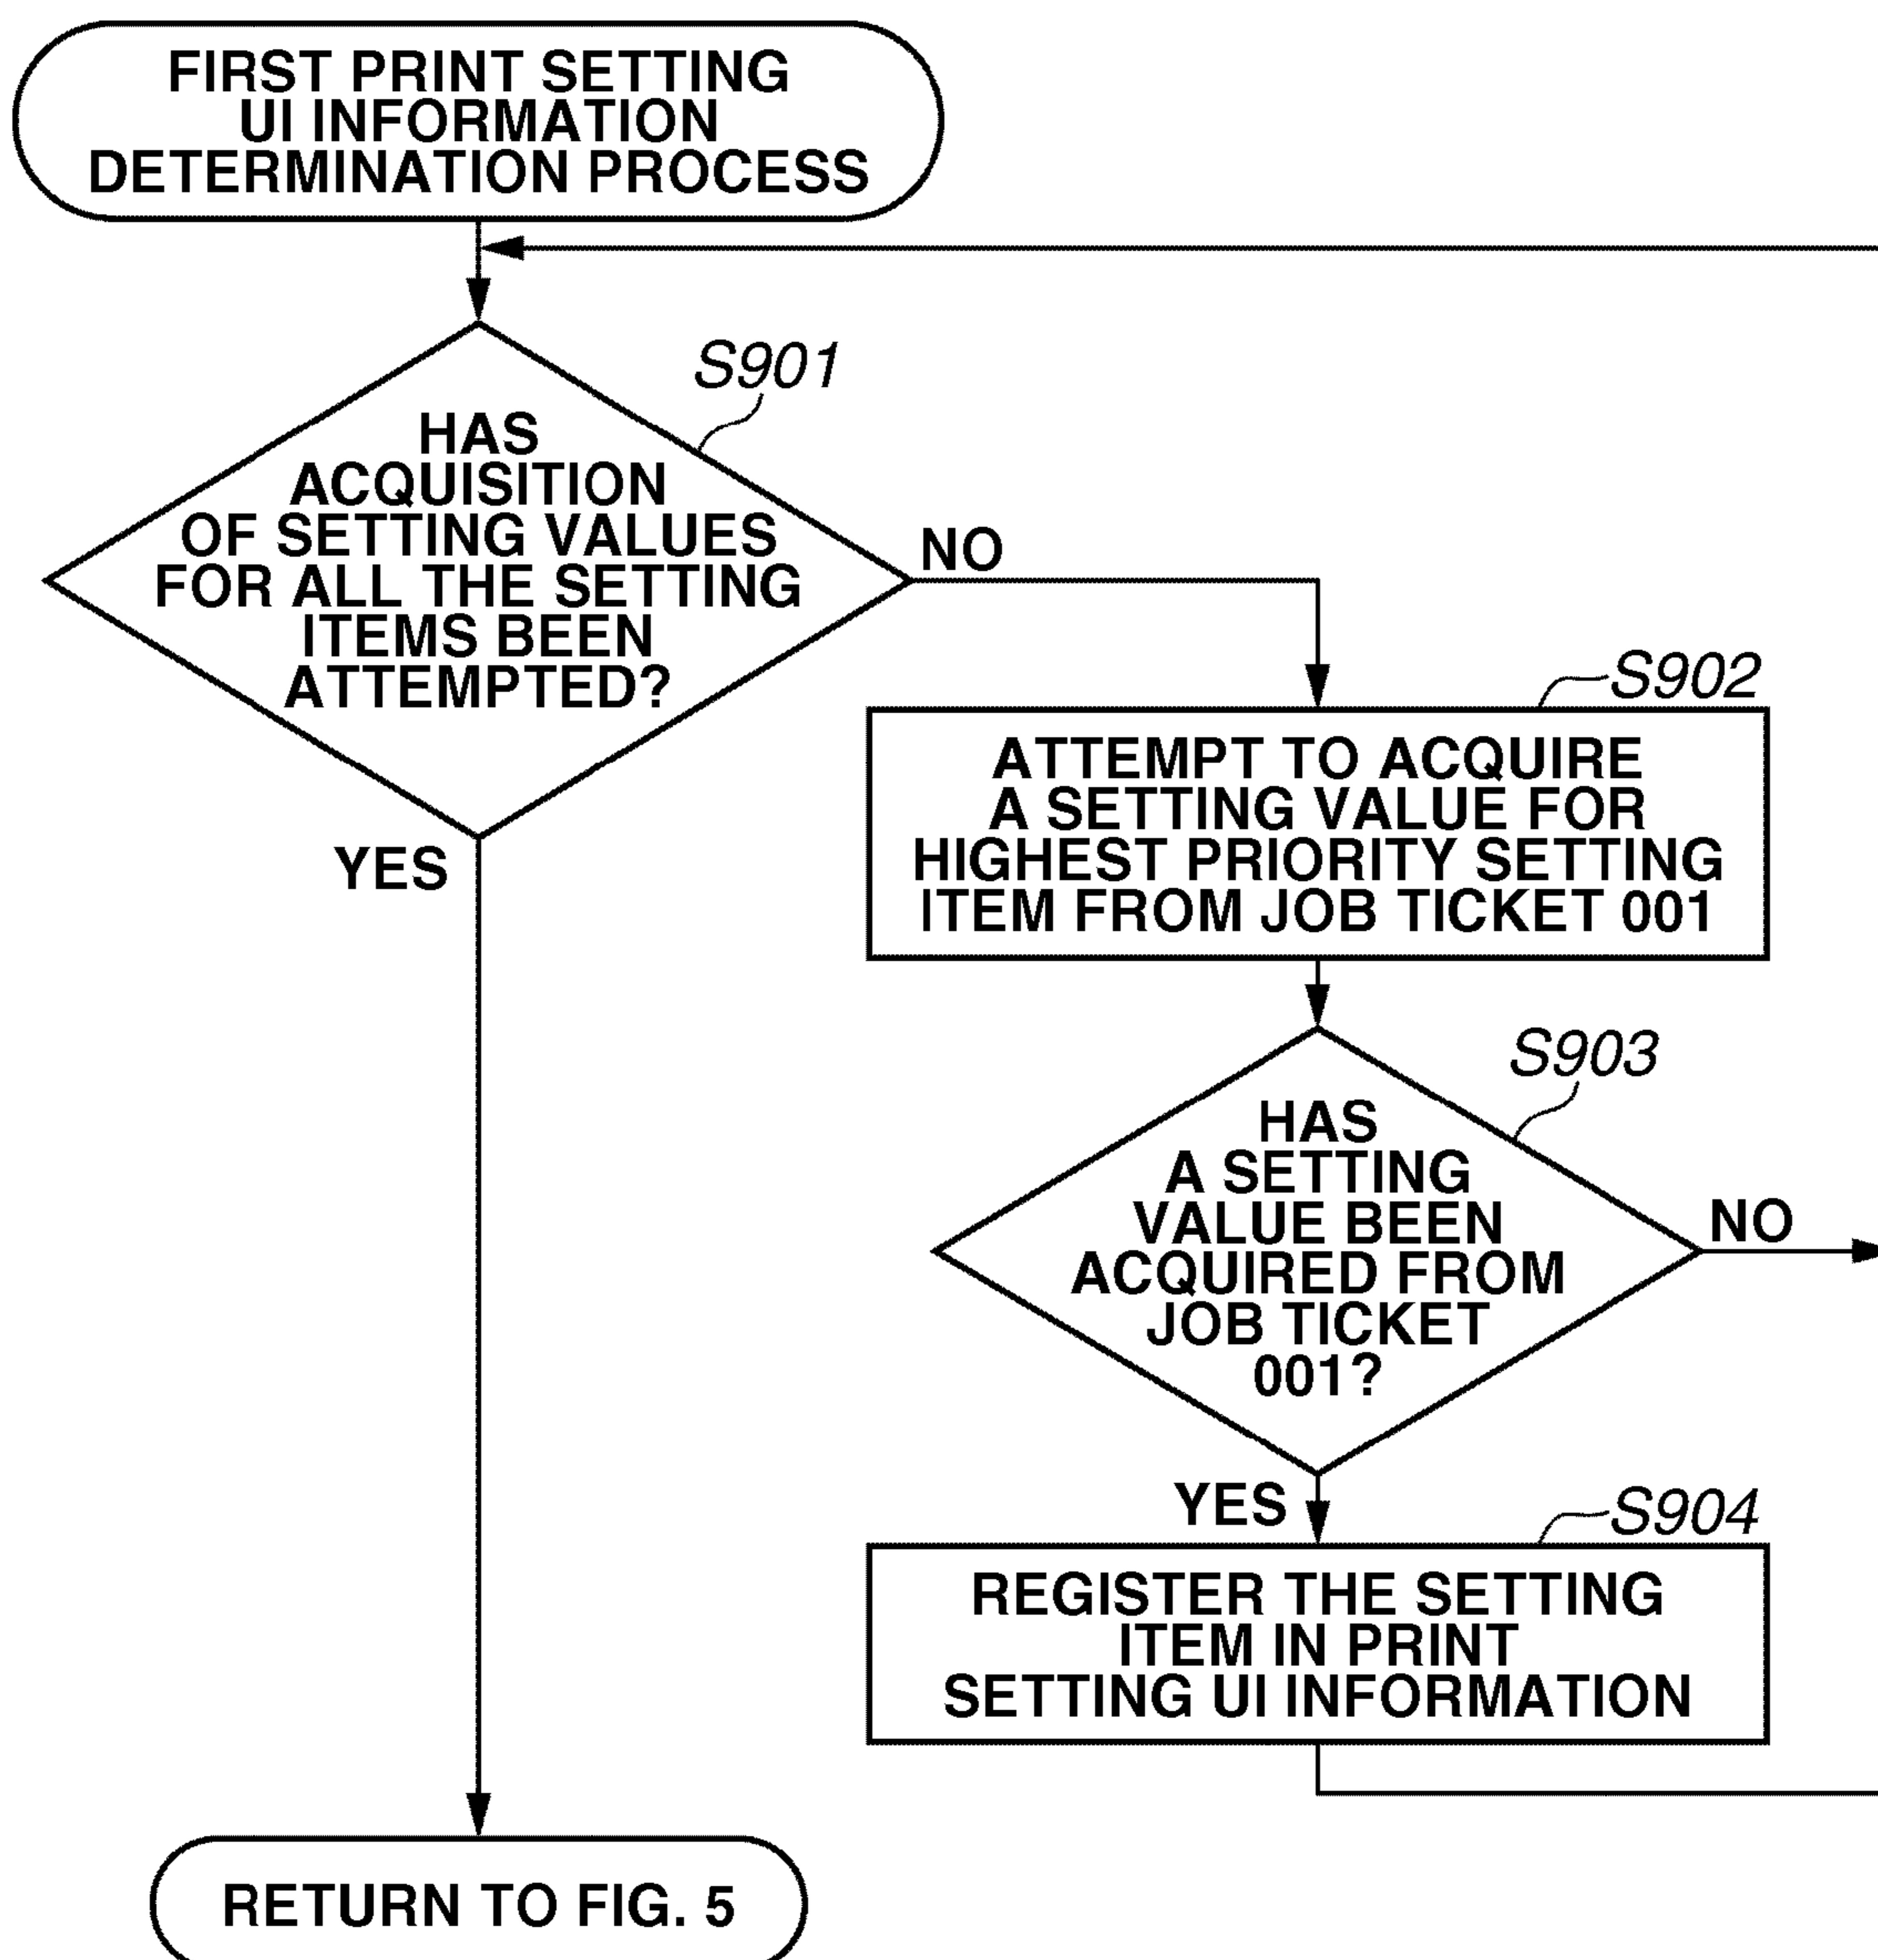 FIRST PRINT SETTING
UI INFORMATION
DETERMINATION PROCESS
S901
HAS
ACQUISITION
OF SETTING VALUES
FOR ALL THE SETTING
ITEMS BEEN
ATTEMPTED?
NO
YES
S902
ATTEMPT TO ACQUIRE
A SETTING VALUE FOR
HIGHEST PRIORITY SETTING
ITEM FROM JOB TICKET 001
S903
HAS
A SETTING
VALUE BEEN
ACQUIRED FROM
JOB TICKET
001?
NO
YES
S904
REGISTER THE SETTING
ITEM IN PRINT
SETTING UI INFORMATION
RETURN TO FIG. 5